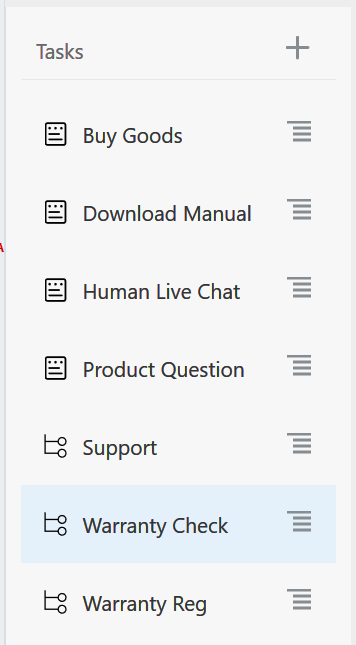 Tasks
Buy Goods
Download Manual
A
Human Live Chat
Product Question
Support
Warranty Check
Warranty Reg